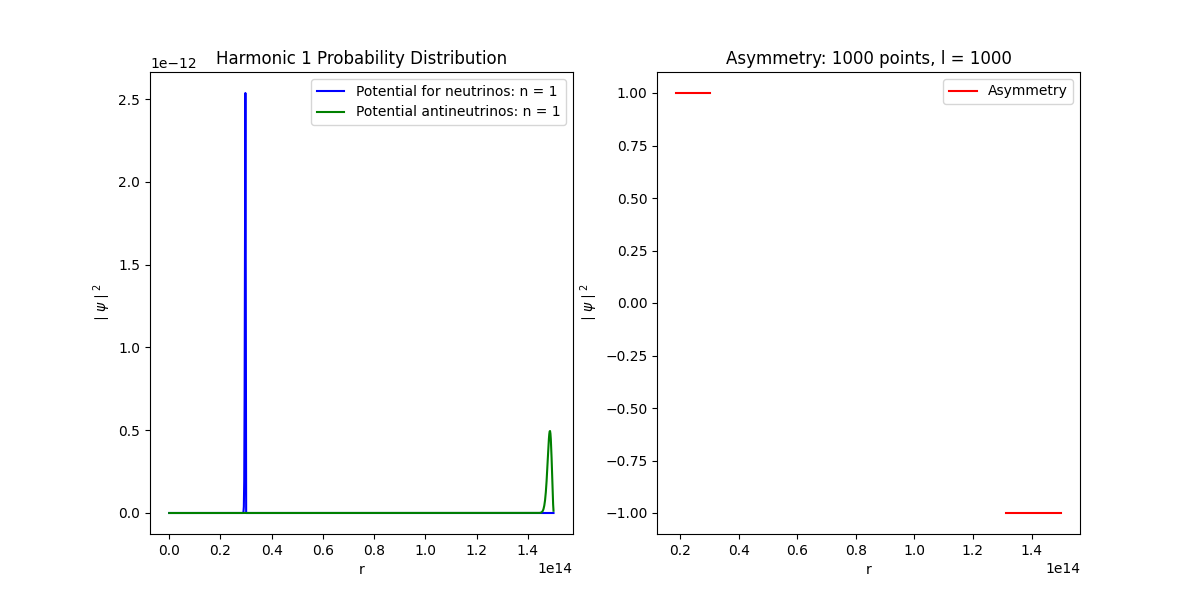 Harmonic 1 Probability Distribution
1e−12
Potential for neutrinos: n = 1
Potential antineutrinos: n = 1
2.5
2.0
1.5
1.0
0.5
0.0
| ψ | ²
0.0 0.2 0.4 0.6 0.8 1.0 1.2 1.4
1e14
r
Asymmetry: 1000 points, l = 1000
Asymmetry
1.00
0.75
0.50
0.25
0.00
−0.25
−0.50
−0.75
−1.00
| ψ | ²
0.2 0.4 0.6 0.8 1.0 1.2 1.4
1e14
r